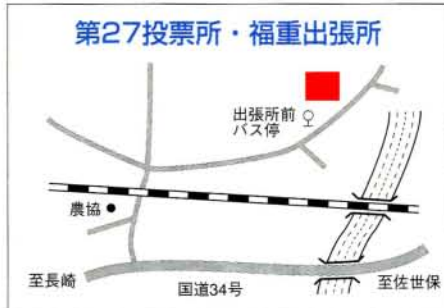 第27投票所・福重出張所
出張所前
バス停
農協
至長崎
国道34号
至佐世保